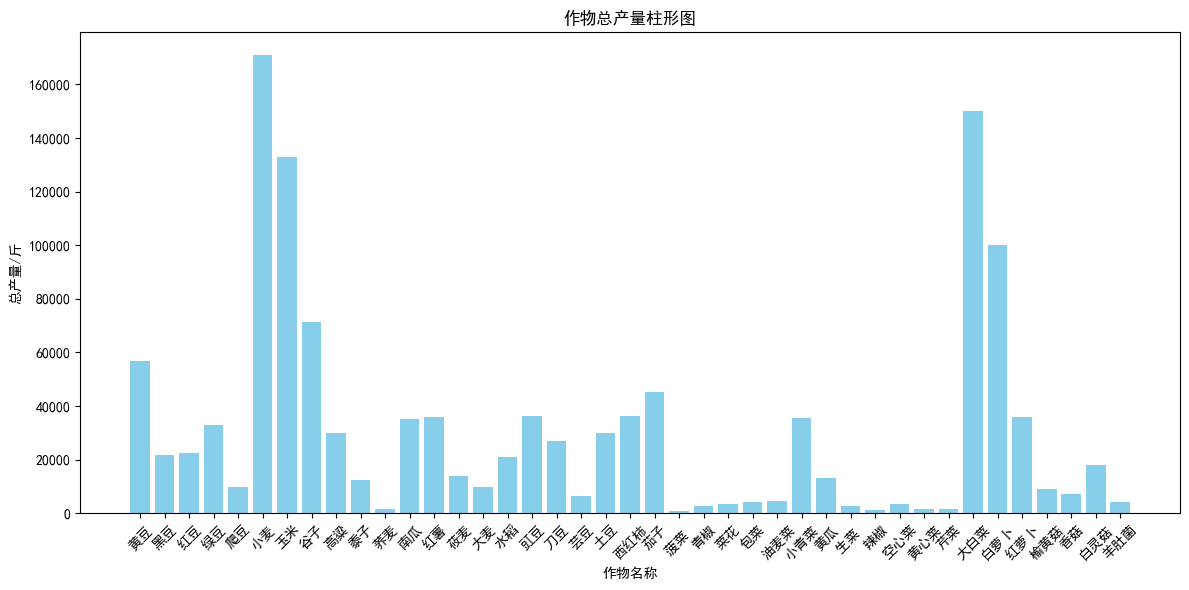 作物总产量柱形图
总产量/斤
160000
140000
120000
100000
80000
60000
40000
20000
0
黄豆
黑豆
红豆
绿豆
爬豆
小麦
玉米
谷子
高粱
黍子
荞麦
南瓜
红薯
莜麦
大麦
水稻
豇豆
刀豆
芸豆
土豆
西红柿
茄子
菠菜
青椒
菜花
包菜
油麦菜
小青菜
黄瓜
生菜
辣椒
空心菜
黄心菜
芹菜
大白菜
白萝卜
红萝卜
榆黄菇
香菇
白灵菇
羊肚菌
作物名称